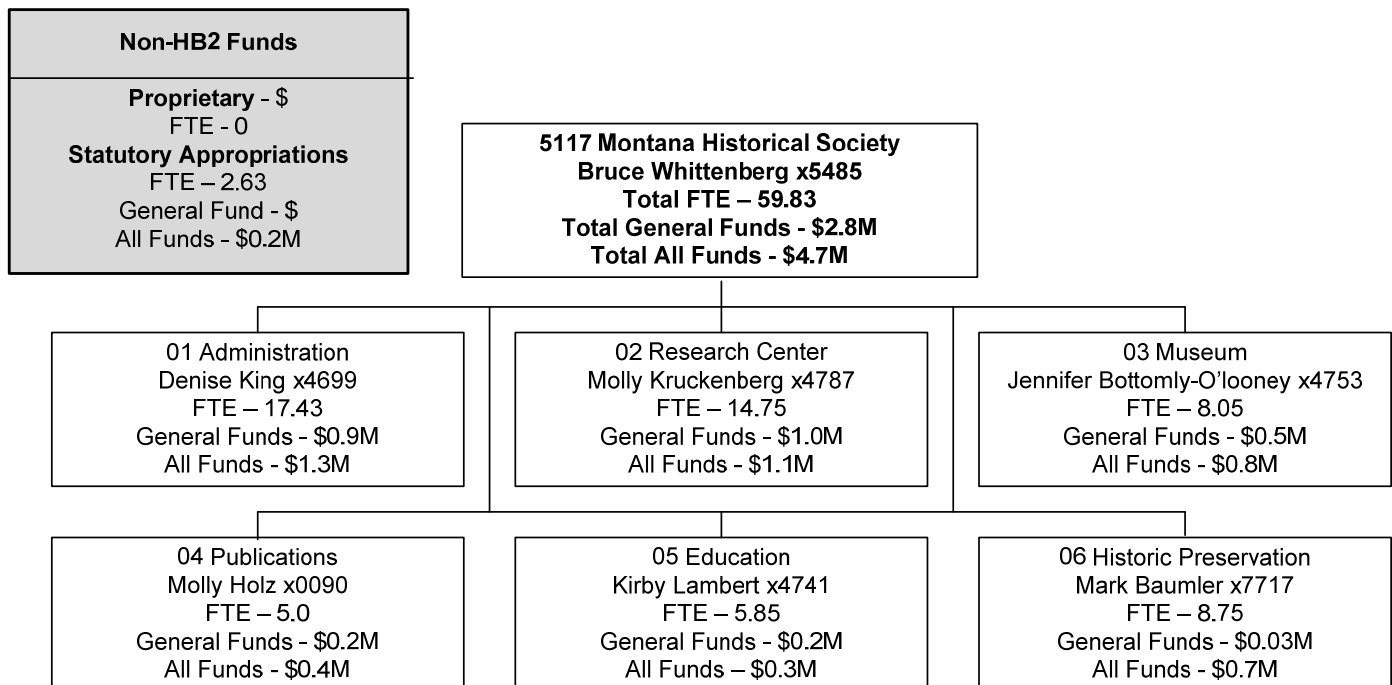 Non-HB2 Funds
Proprietary - $
FTE - 0
Statutory Appropriations
FTE – 2.63
General Fund - $
All Funds - $0.2M
5117 Montana Historical Society
Bruce Whittenberg x5485
Total FTE – 59.83
Total General Funds - $2.8M
Total All Funds - $4.7M
01 Administration
Denise King x4699
FTE – 17.43
General Funds - $0.9M
All Funds - $1.3M
02 Research Center
Molly Kruckenberg x4787
FTE – 14.75
General Funds - $1.0M
All Funds - $1.1M
03 Museum
Jennifer Bottomly-O’looney x4753
FTE – 8.05
General Funds - $0.5M
All Funds - $0.8M
04 Publications
Molly Holz x0090
FTE – 5.0
General Funds - $0.2M
All Funds - $0.4M
05 Education
Kirby Lambert x4741
FTE – 5.85
General Funds - $0.2M
All Funds – $0.3M
06 Historic Preservation
Mark Baumler x7717
FTE – 8.75
General Funds - $0.03M
All Funds - $0.7M